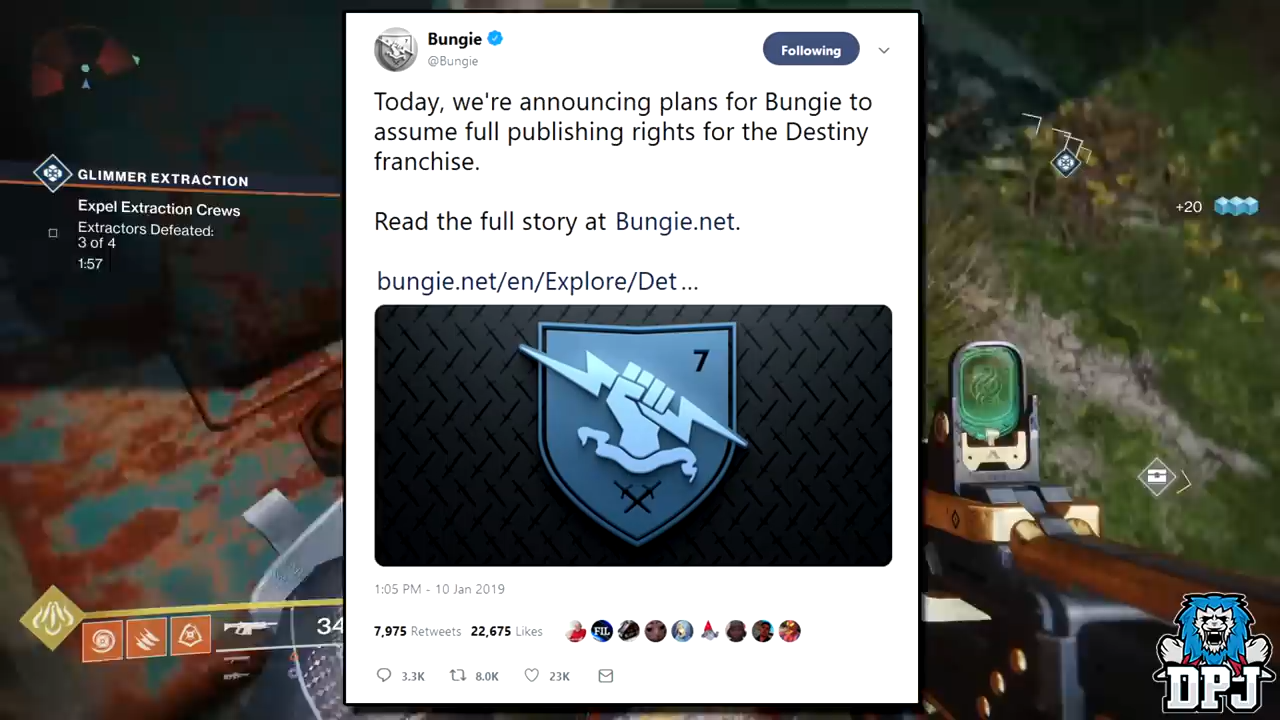 Bungie
@Bungie
Following
Today, we're announcing plans for Bungie to
assume full publishing rights for the Destiny
franchise.
Read the full story at Bungie.net.
bungie.net/en/Explore/Det...
7
1:05 PM - 10 Jan 2019
7,975 Retweets 22,675 Likes
FIL
3.3K 8.0K 23K
GLIMMER EXTRACTION
Expel Extraction Crews
Extractors Defeated:
3 of 4
1:57
34
+20
DPJ